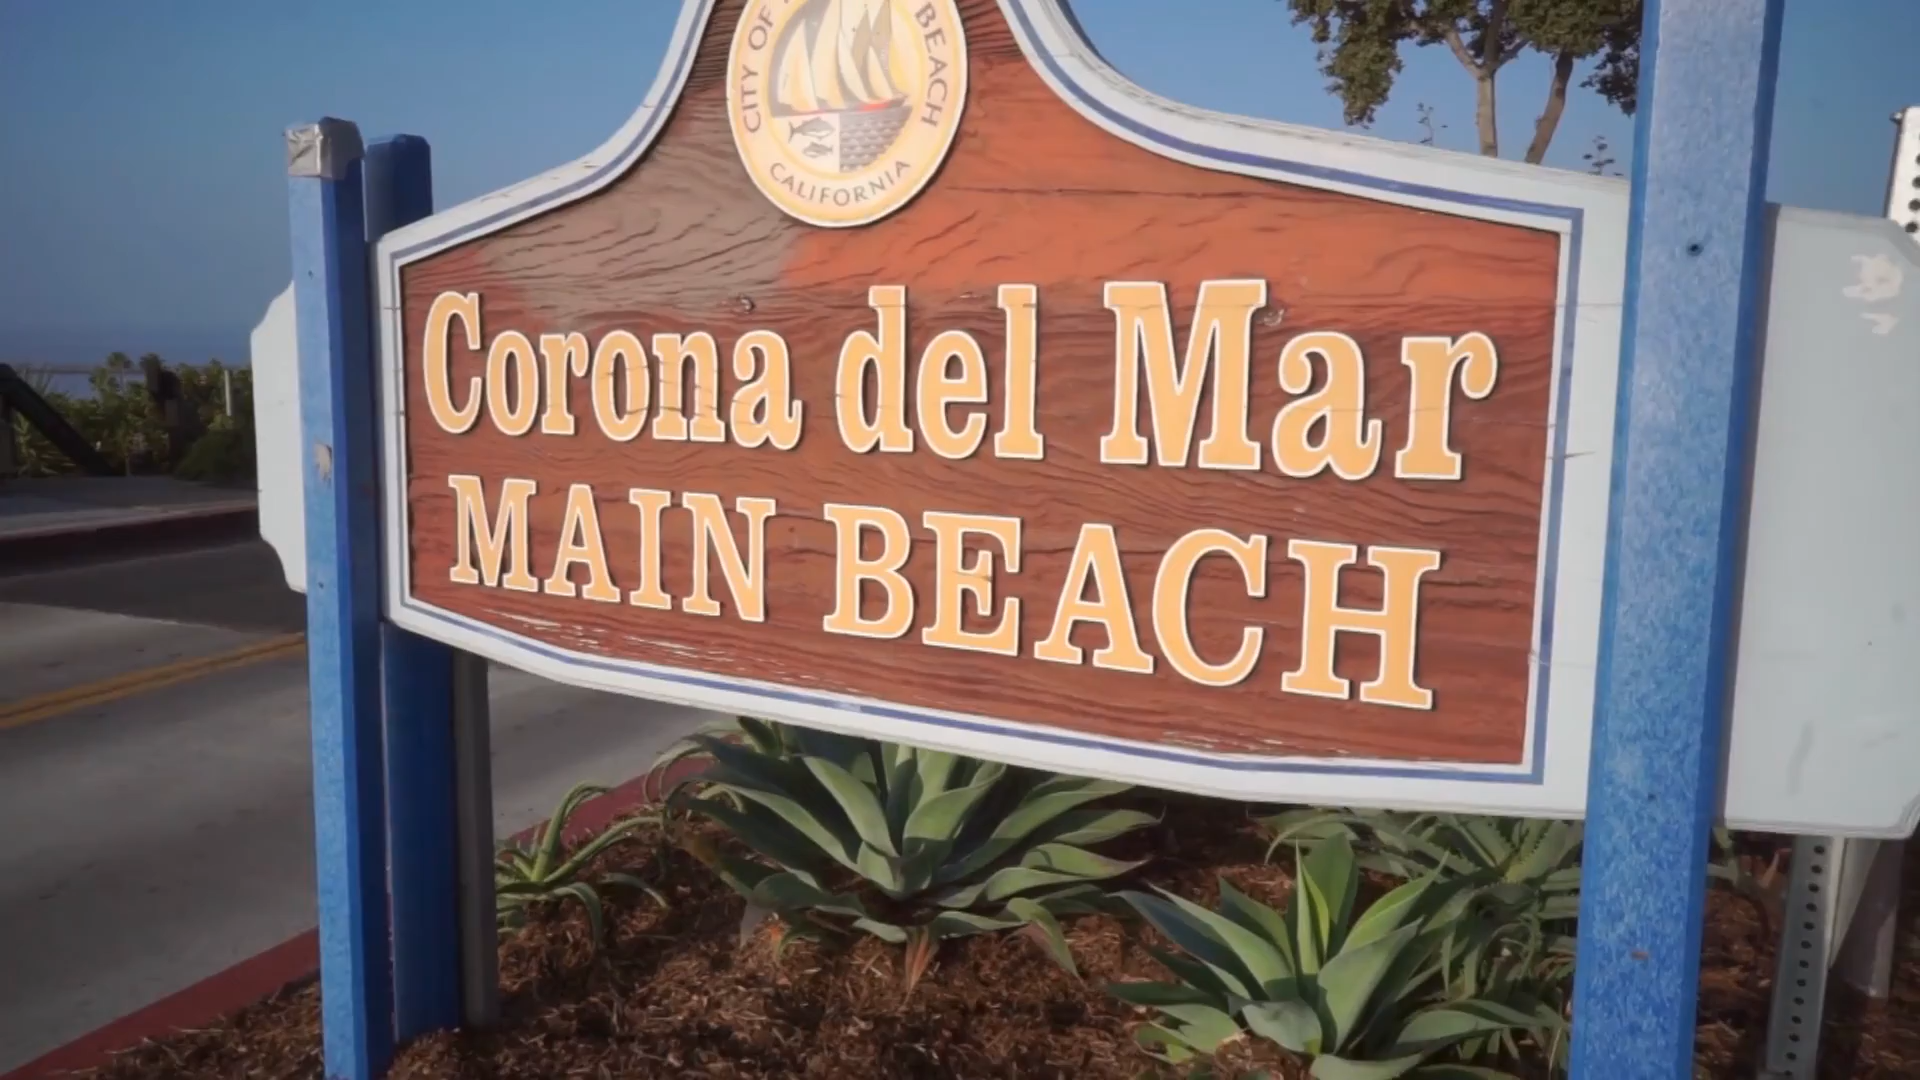 CITY OF
BEACH
CALIFORNIA
Corona del Mar
MAIN BEACH